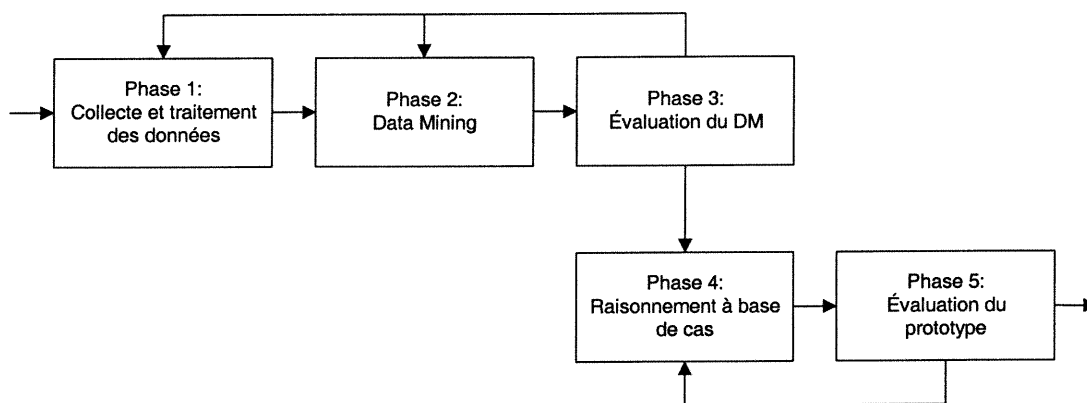 Phase 1:
Collecte et traitement
des données
Phase 2:
Data Mining
Phase 3:
Évaluation du DM
Phase 4:
Raisonnement à base
de cas
Phase 5:
Évaluation du
prototype